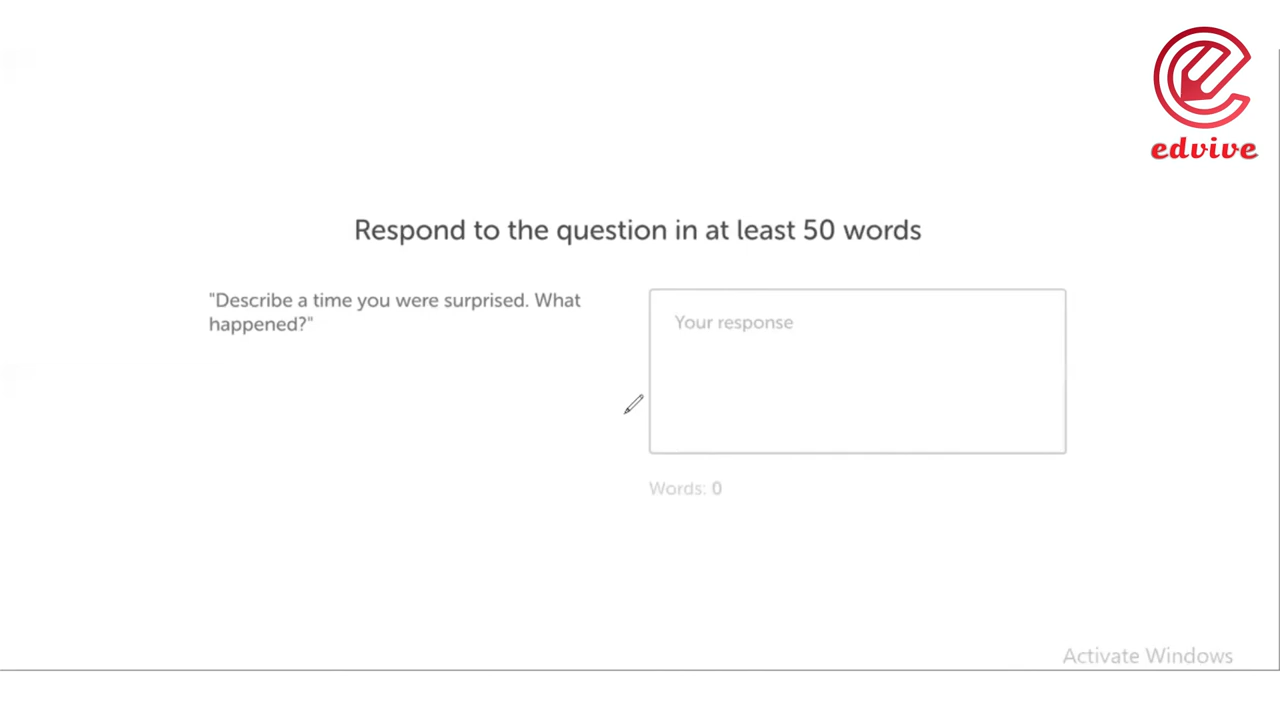 edvive
Respond to the question in at least 50 words
"Describe a time you were surprised. What
happened?"
Your response
Words: 0
Activate Windows